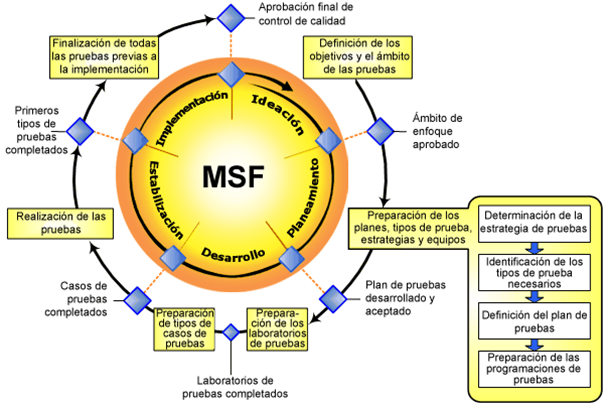 Aprobación final de
control de calidad
Finalización de todas
las pruebas previas a
la implementación
Definición de los
objetivos y el ámbito
de las pruebas
Primeros
tipos de
pruebas
completados
Ámbito de
enfoque
aprobado
Implementación
Ideación
Estabilización
Planeamiento
Desarrollo
MSF
Realización de las
pruebas
Preparación de los
planes, tipos de prueba,
estrategias y equipos
Determinación de la
estrategia de pruebas
Identificación de los
tipos de prueba
necesarios
Definición del plan de
pruebas
Preparación de las
programaciones de
pruebas
Casos de
pruebas
completados
Plan de pruebas
desarrollado y
aceptado
Preparación
de tipos de
casos de
pruebas
Prepara-
ción de los
laboratorios
de pruebas
Laboratorios de
pruebas completados